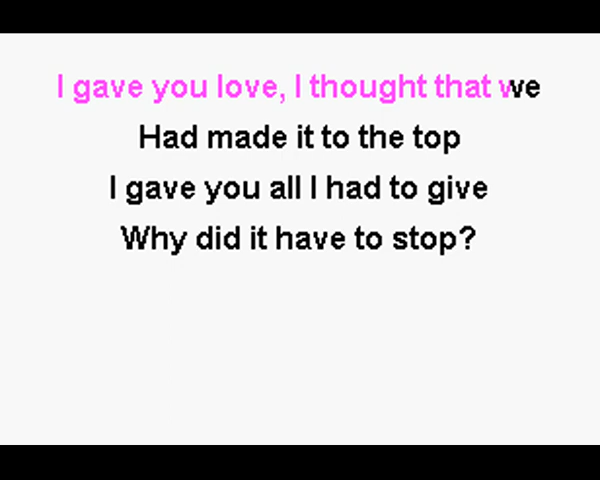 I gave you love, I thought that we
Had made it to the top
I gave you all I had to give
Why did it have to stop?